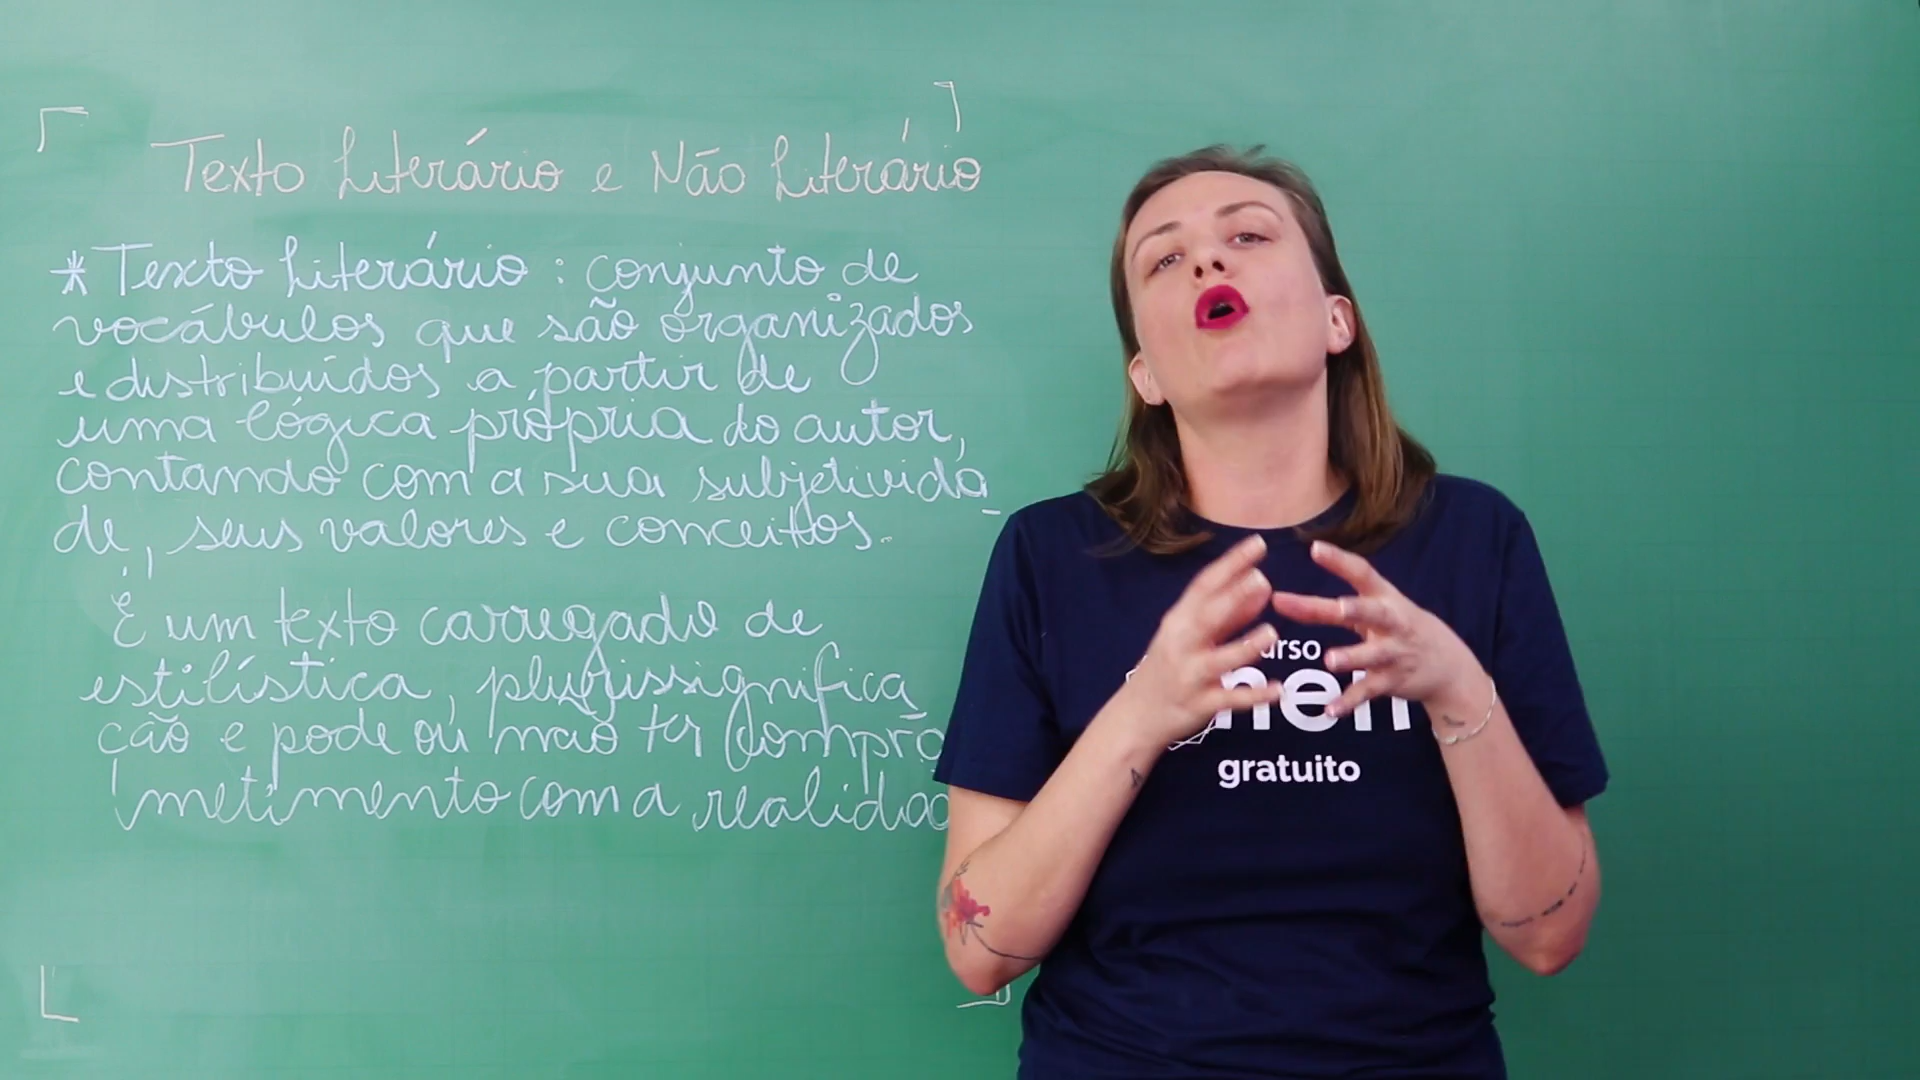 Texto Literário e Não Literário
* Texto Literário : conjunto de
vocábulos que são organizados
e distribuídos a partir de
uma lógica própria do autor,
contando com a sua subjetivida_
de, seus valores e conceitos.
É um texto carregado de
estilística, plurissignifica
ção e pode ou não ter compro
metimento com a realidad
urso
enem
gratuito